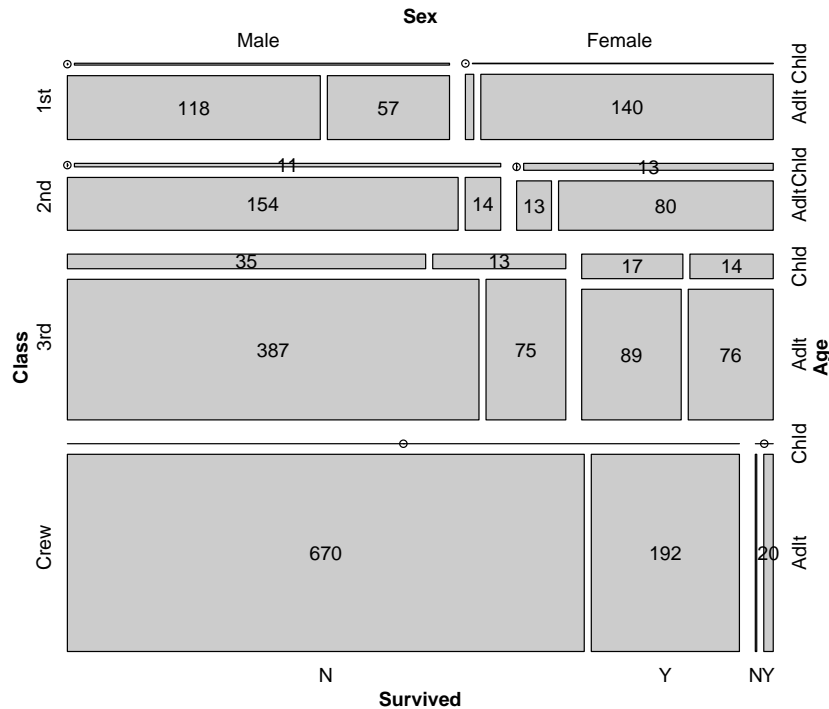 Sex
Male Female
1st
Chld
118 57 140
Adlt
2nd
11 13
Chld
154 14 13 80
Adlt
35 13 17 14
Chld
Class
3rd
387 75 89 76
Adlt
Age
Chld
Crew
670 192 20
Adlt
N Y N Y
Survived